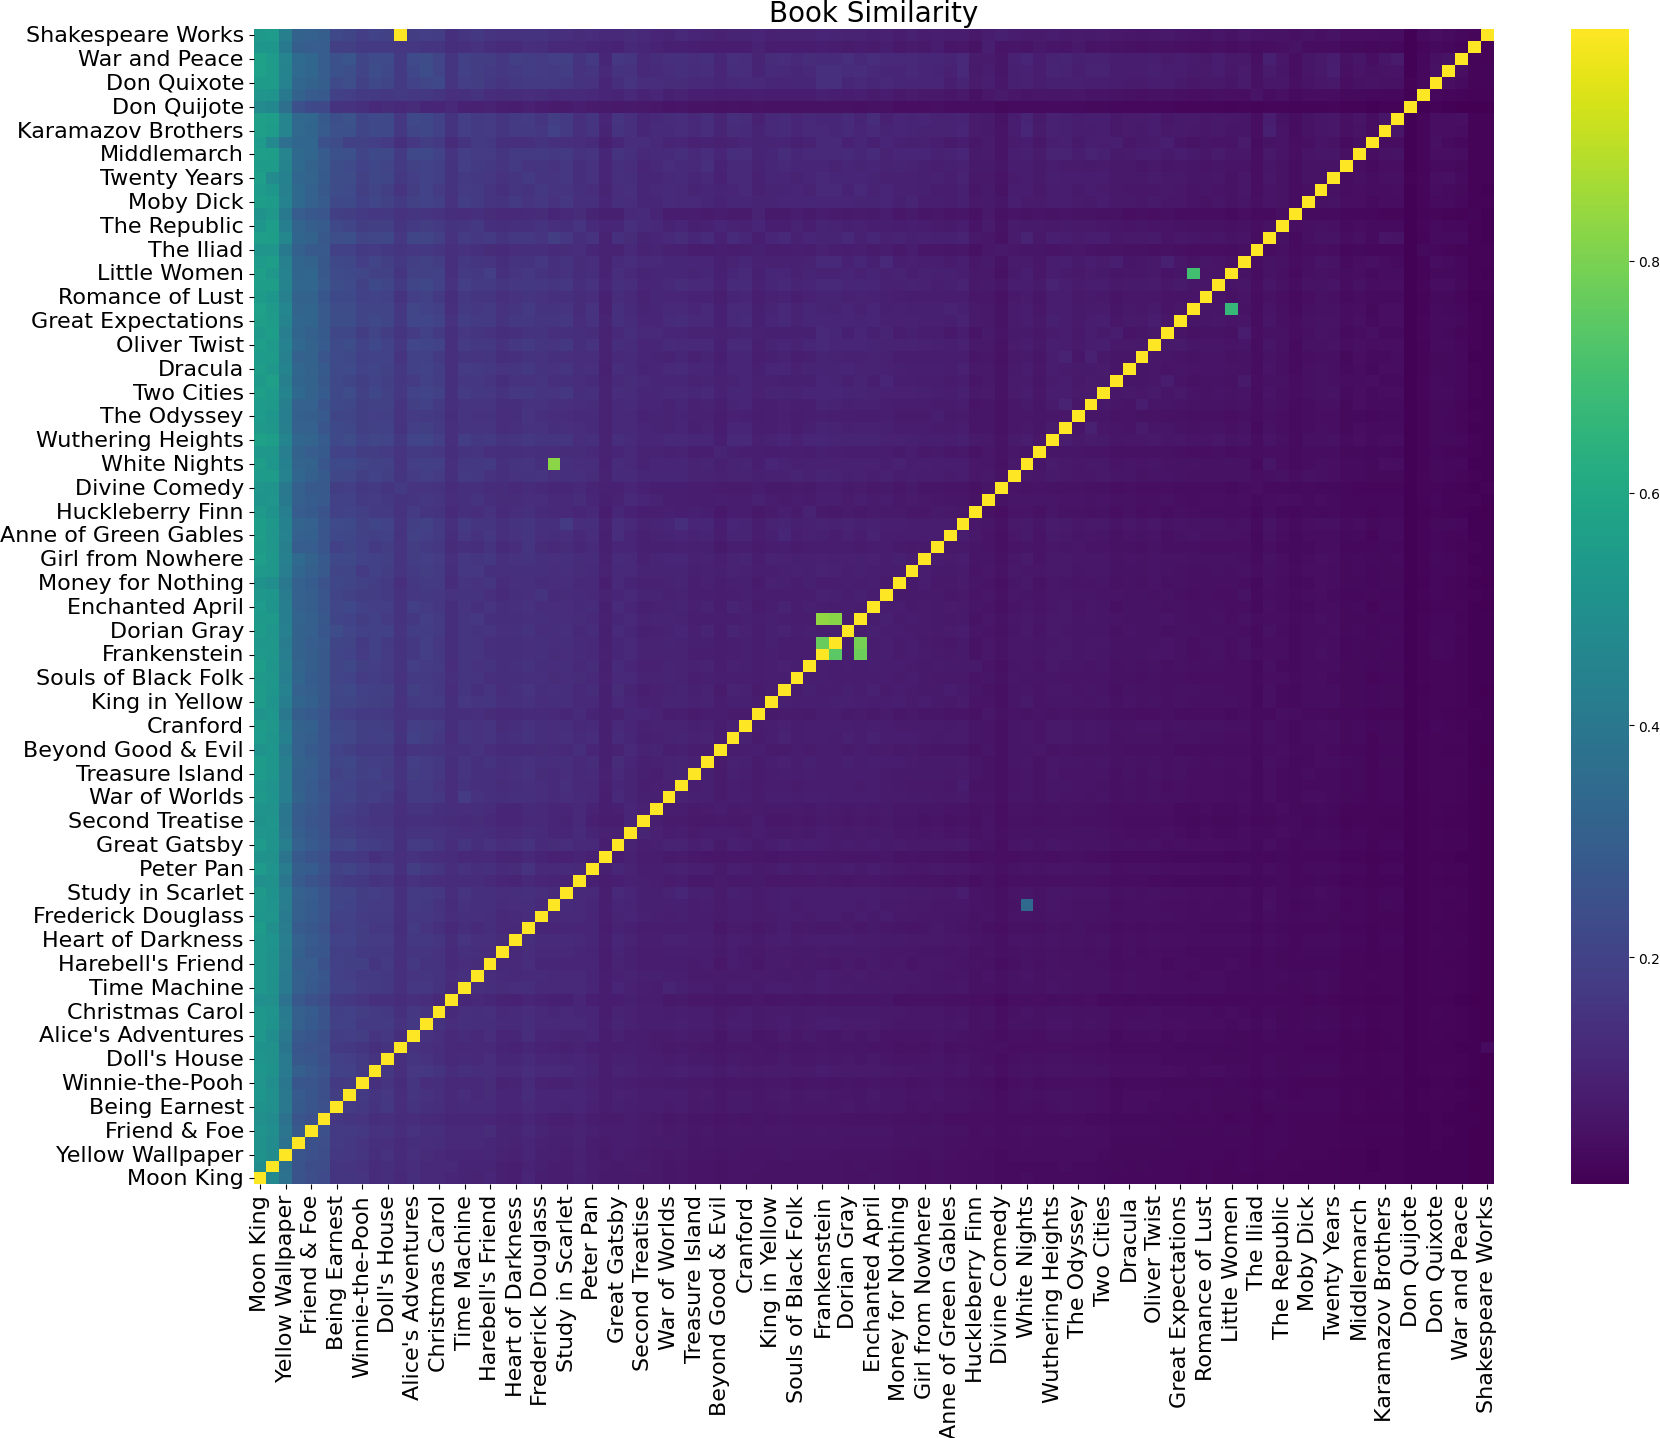 Book Similarity
Shakespeare Works
War and Peace
Don Quixote
Don Quijote
Karamazov Brothers
Middlemarch
Twenty Years
Moby Dick
The Republic
The Iliad
Little Women
Romance of Lust
Great Expectations
Oliver Twist
Dracula
Two Cities
The Odyssey
Wuthering Heights
White Nights
Divine Comedy
Huckleberry Finn
Anne of Green Gables
Girl from Nowhere
Money for Nothing
Enchanted April
Dorian Gray
Frankenstein
Souls of Black Folk
King in Yellow
Cranford
Beyond Good & Evil
Treasure Island
War of Worlds
Second Treatise
Great Gatsby
Peter Pan
Study in Scarlet
Frederick Douglass
Heart of Darkness
Harebell's Friend
Time Machine
Christmas Carol
Alice's Adventures
Doll's House
Winnie-the-Pooh
Being Earnest
Friend & Foe
Yellow Wallpaper
Moon King
Moon King
Yellow Wallpaper
Friend & Foe
Being Earnest
Winnie-the-Pooh
Doll's House
Alice's Adventures
Christmas Carol
Time Machine
Harebell's Friend
Heart of Darkness
Frederick Douglass
Study in Scarlet
Peter Pan
Great Gatsby
Second Treatise
War of Worlds
Treasure Island
Beyond Good & Evil
Cranford
King in Yellow
Souls of Black Folk
Frankenstein
Dorian Gray
Enchanted April
Money for Nothing
Girl from Nowhere
Anne of Green Gables
Huckleberry Finn
Divine Comedy
White Nights
Wuthering Heights
The Odyssey
Two Cities
Dracula
Oliver Twist
Great Expectations
Romance of Lust
Little Women
The Iliad
The Republic
Moby Dick
Twenty Years
Middlemarch
Karamazov Brothers
Don Quijote
Don Quixote
War and Peace
Shakespeare Works
0.8
0.6
0.4
0.2